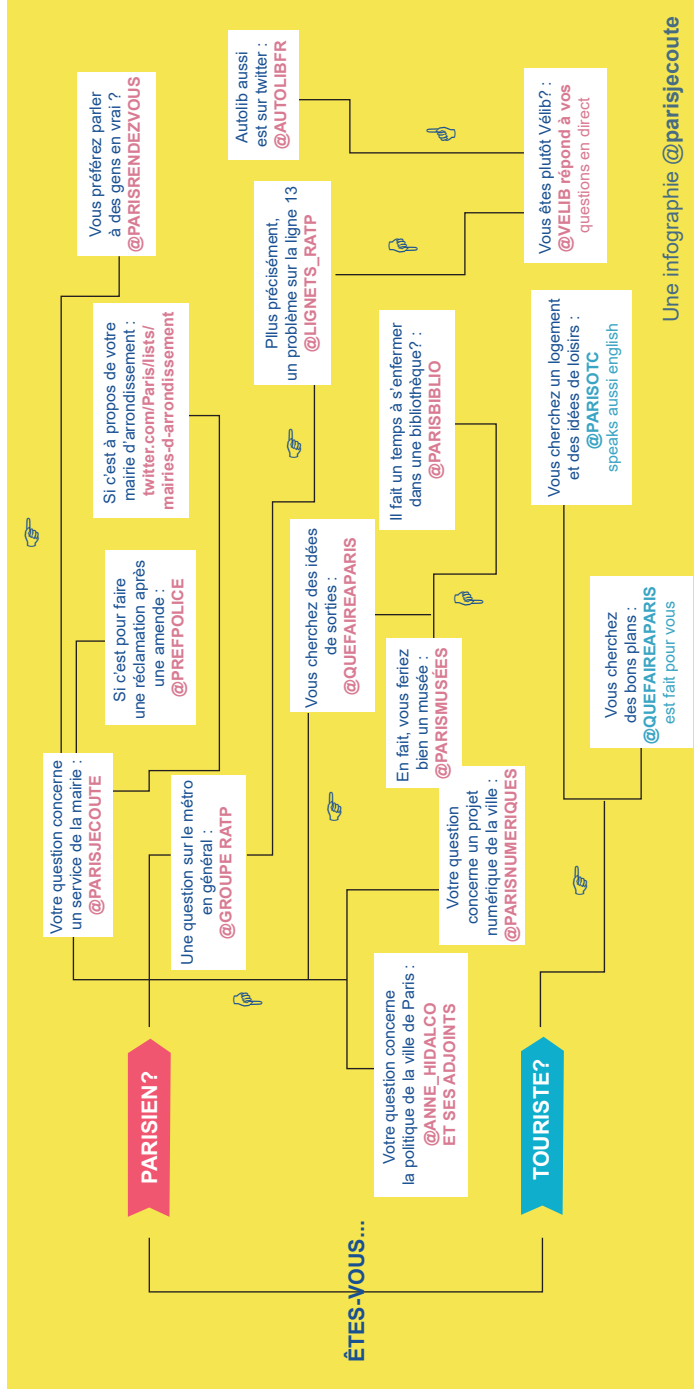 ÊTES-VOUS...
PARISIEN?
Votre question concerne
un service de la mairie :
@PARISJECOUTE
Si c'est pour faire
une réclamation après
une amende :
@PREFPOLICE
Si c'est à propos de votre
mairie d'arrondissement :
twitter.com/Paris/lists/
mairies-d-arrondissement
Vous préférez parler
à des gens en vrai ?
@PARISRENDEZVOUS
Une question sur le métro
en général :
@GROUPE RATP
Pllus précisément,
un problème sur la ligne 13
@LIGNETS_RATP
Autolib aussi
est sur twitter :
@AUTOLIBFR
Vous êtes plutôt Vélib? :
@VELIB répond à vos
questions en direct
Vous cherchez des idées
de sorties :
@QUEFAIREAPARIS
En fait, vous feriez
bien un musée :
@PARISMUSÉES
Il fait un temps à s'enfermer
dans une bibliothèque? :
@PARISBIBLIO
Votre question concerne
la politique de la ville de Paris :
@ANNE_HIDALCO
ET SES ADJOINTS
Votre question
concerne un projet
numérique de la ville :
@PARISNUMERIQUES
TOURISTE?
Vous cherchez
des bons plans :
@QUEFAIREAPARIS
est fait pour vous
Vous cherchez un logement
et des idées de loisirs :
@PARISOTC
speaks aussi english
Une infographie @parisjecoute